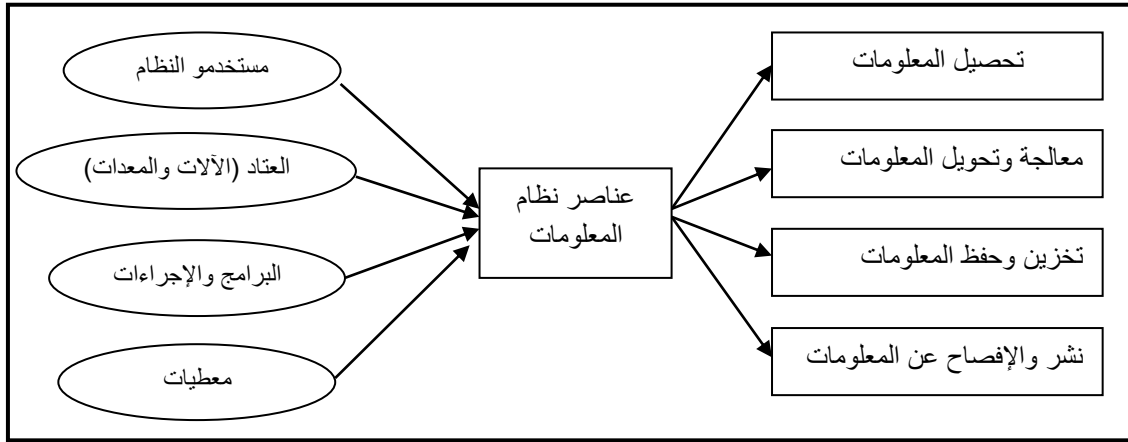 مستخدمو النظام
العتاد (الآلات والمعدات)
البرامج والإجراءات
معطيات
عناصر نظام
المعلومات
تحصيل المعلومات
معالجة وتحويل المعلومات
تخزين وحفظ المعلومات
نشر والإفصاح عن المعلومات